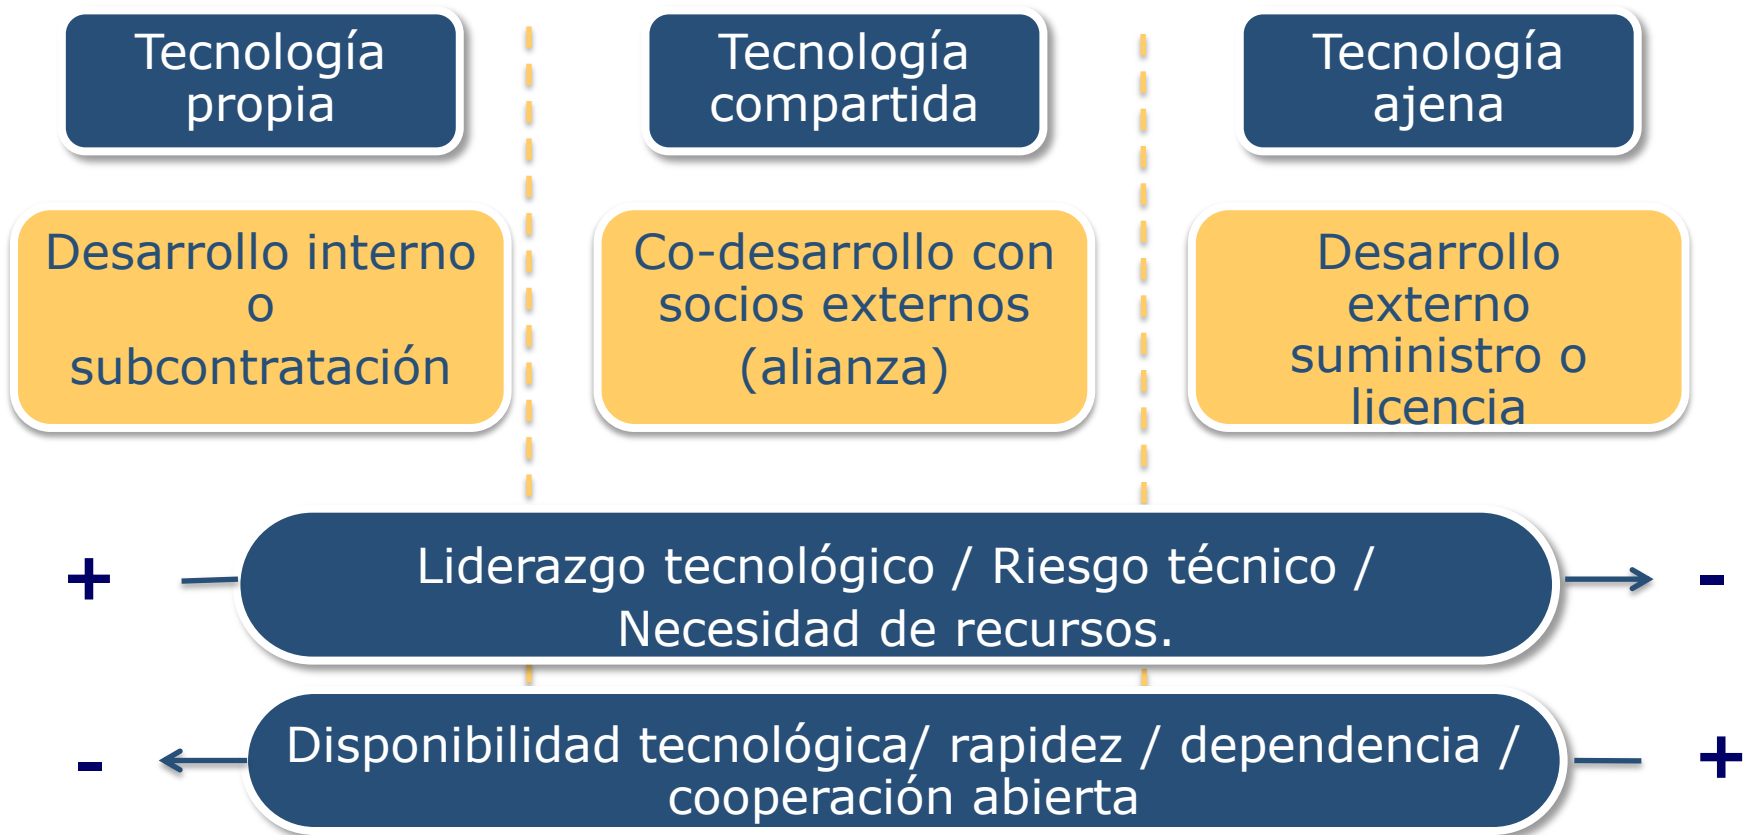 Tecnología
propia
Tecnología
compartida
Tecnología
ajena
Desarrollo interno
o
subcontratación
Co-desarrollo con
socios externos
(alianza)
Desarrollo
externo
suministro o
licencia
+
Liderazgo tecnológico / Riesgo técnico /
Necesidad de recursos.
-
-
Disponibilidad tecnológica/ rapidez / dependencia /
cooperación abierta
+